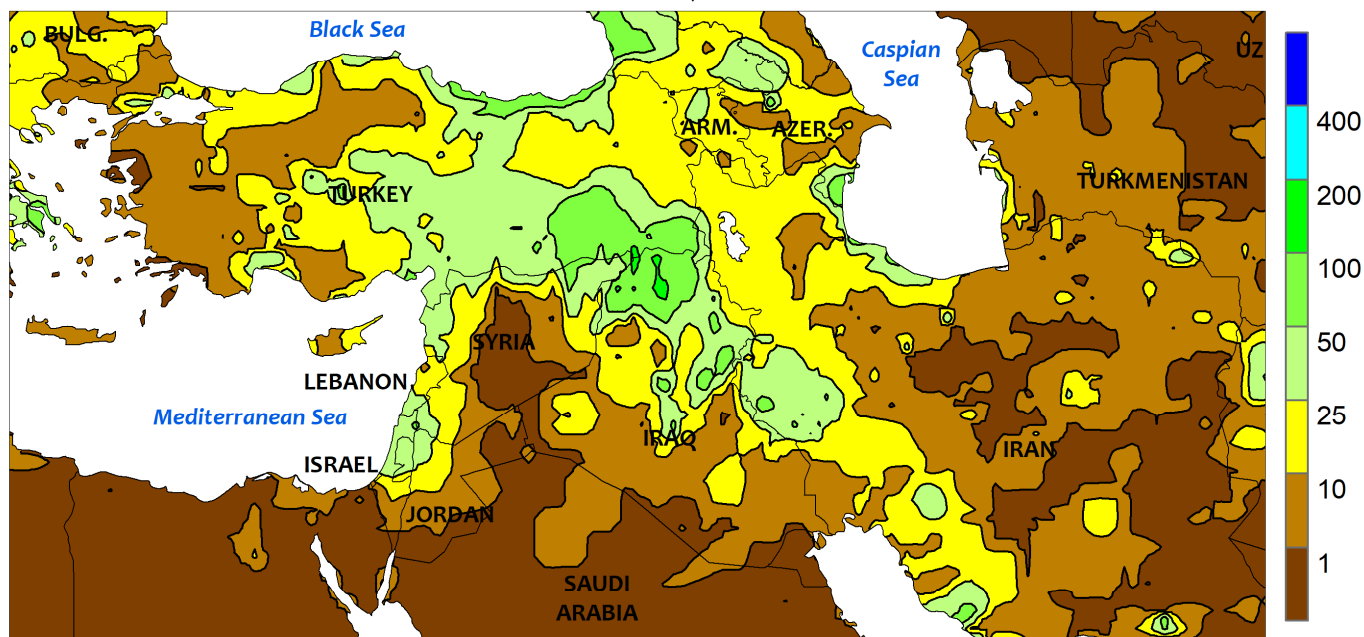 BULG.
Black Sea
Caspian
Sea
UZ
400
ARM.
AZER.
TURKEY
TURKMENISTAN
200
100
SYRIA
50
LEBANON
Mediterranean Sea
25
IRAQ
IRAN
ISRAEL
10
JORDAN
1
SAUDI
ARABIA